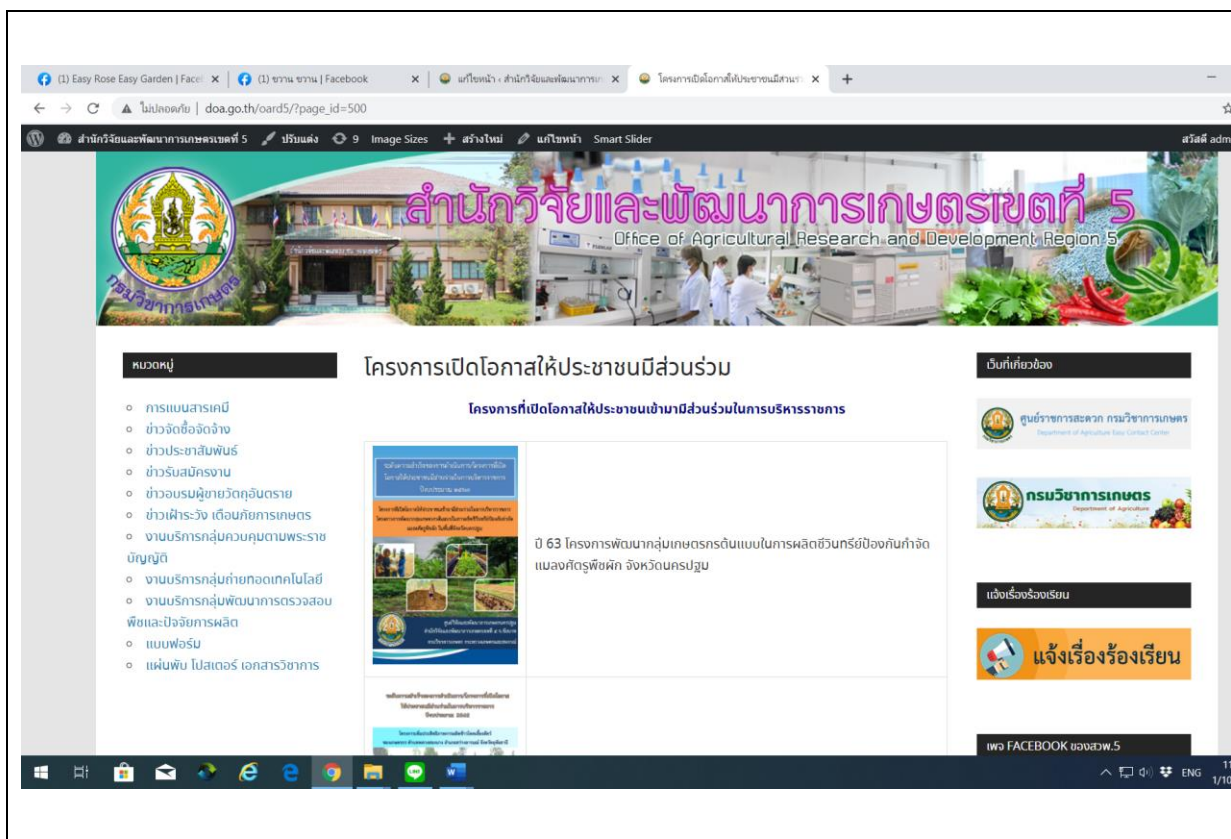 (1) Easy Rose Easy Garden | Face
(1) ขวาน ขวาน | Facebook
แก้ไขหน้า ‹ สำนักวิจัยและพัฒนาการเก
โครงการเปิดโอกาสให้ประชาชนมีส่วนร่
ไม่ปลอดภัย | doa.go.th/oard5/?page_id=500
สำนักวิจัยและพัฒนาการเกษตรเขตที่ 5 ปรับแต่ง 9 Image Sizes + สร้างใหม่ แก้ไขหน้า Smart Slider สวัสดี adm
สำนักวิจัยและพัฒนาการเกษตรเขตที่ 5
Office of Agricultural Research and Development Region 5
กรมวิชาการเกษตร
หมวดหมู่
การแบนสารเคมี
ข่าวจัดซื้อจัดจ้าง
ข่าวประชาสัมพันธ์
ข่าวรับสมัครงาน
ข่าวอบรมผู้ขายวัตถุอันตราย
ข่าวเฝ้าระวัง เตือนภัยการเกษตร
งานบริการกลุ่มควบคุมตามพระราช
บัญญัติ
งานบริการกลุ่มถ่ายทอดเทคโนโลยี
งานบริการกลุ่มพัฒนาการตรวจสอบ
พืชและปัจจัยการผลิต
แบบฟอร์ม
แผ่นพับ โปสเตอร์ เอกสารวิชาการ
โครงการเปิดโอกาสให้ประชาชนมีส่วนร่วม
โครงการที่เปิดโอกาสให้ประชาชนเข้ามามีส่วนร่วมในการบริหารราชการ
ปี 63 โครงการพัฒนากลุ่มเกษตรกรต้นแบบในการผลิตชีวินทรีย์ป้องกันกำจัด
แมลงศัตรูพืชผัก จังหวัดนครปฐม
เว็บที่เกี่ยวข้อง
ศูนย์ราชการสะดวก กรมวิชาการเกษตร
Department of Agriculture Easy Contact Center
กรมวิชาการเกษตร
Department of Agriculture
แจ้งเรื่องร้องเรียน
แจ้งเรื่องร้องเรียน
เพจ FACEBOOK ของสวพ.5
ENG
11
1/10